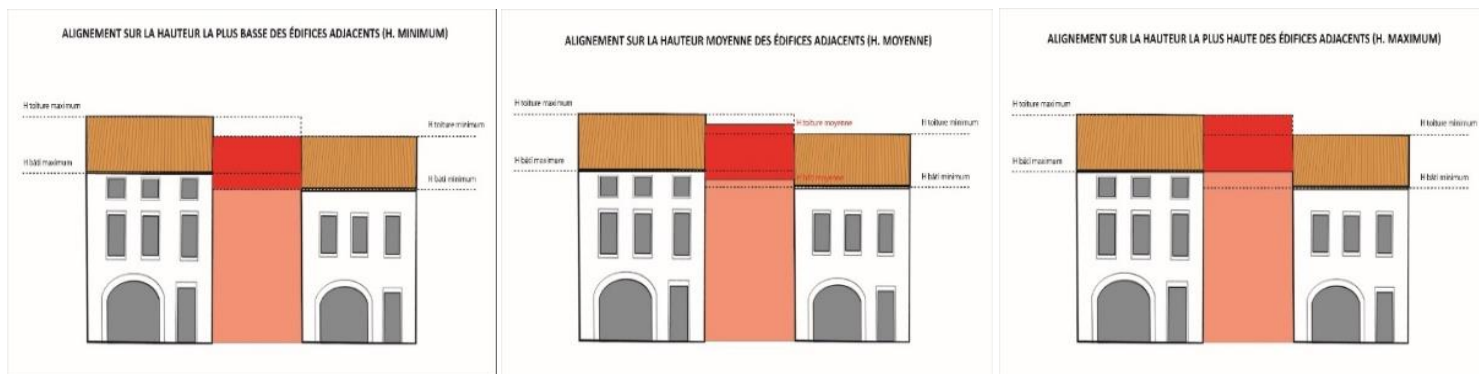 ALIGNEMENT SUR LA HAUTEUR LA PLUS BASSE DES ÉDIFICES ADJACENTS (H. MINIMUM)
H toiture maximum
H toiture minimum
H bâti maximum
H bâti minimum
ALIGNEMENT SUR LA HAUTEUR MOYENNE DES ÉDIFICES ADJACENTS (H. MOYENNE)
H toiture maximum
H toiture moyenne
H toiture minimum
H bâti maximum
H bâti moyenne
H bâti minimum
ALIGNEMENT SUR LA HAUTEUR LA PLUS HAUTE DES ÉDIFICES ADJACENTS (H. MAXIMUM)
H toiture maximum
H toiture minimum
H bâti maximum
H bâti minimum